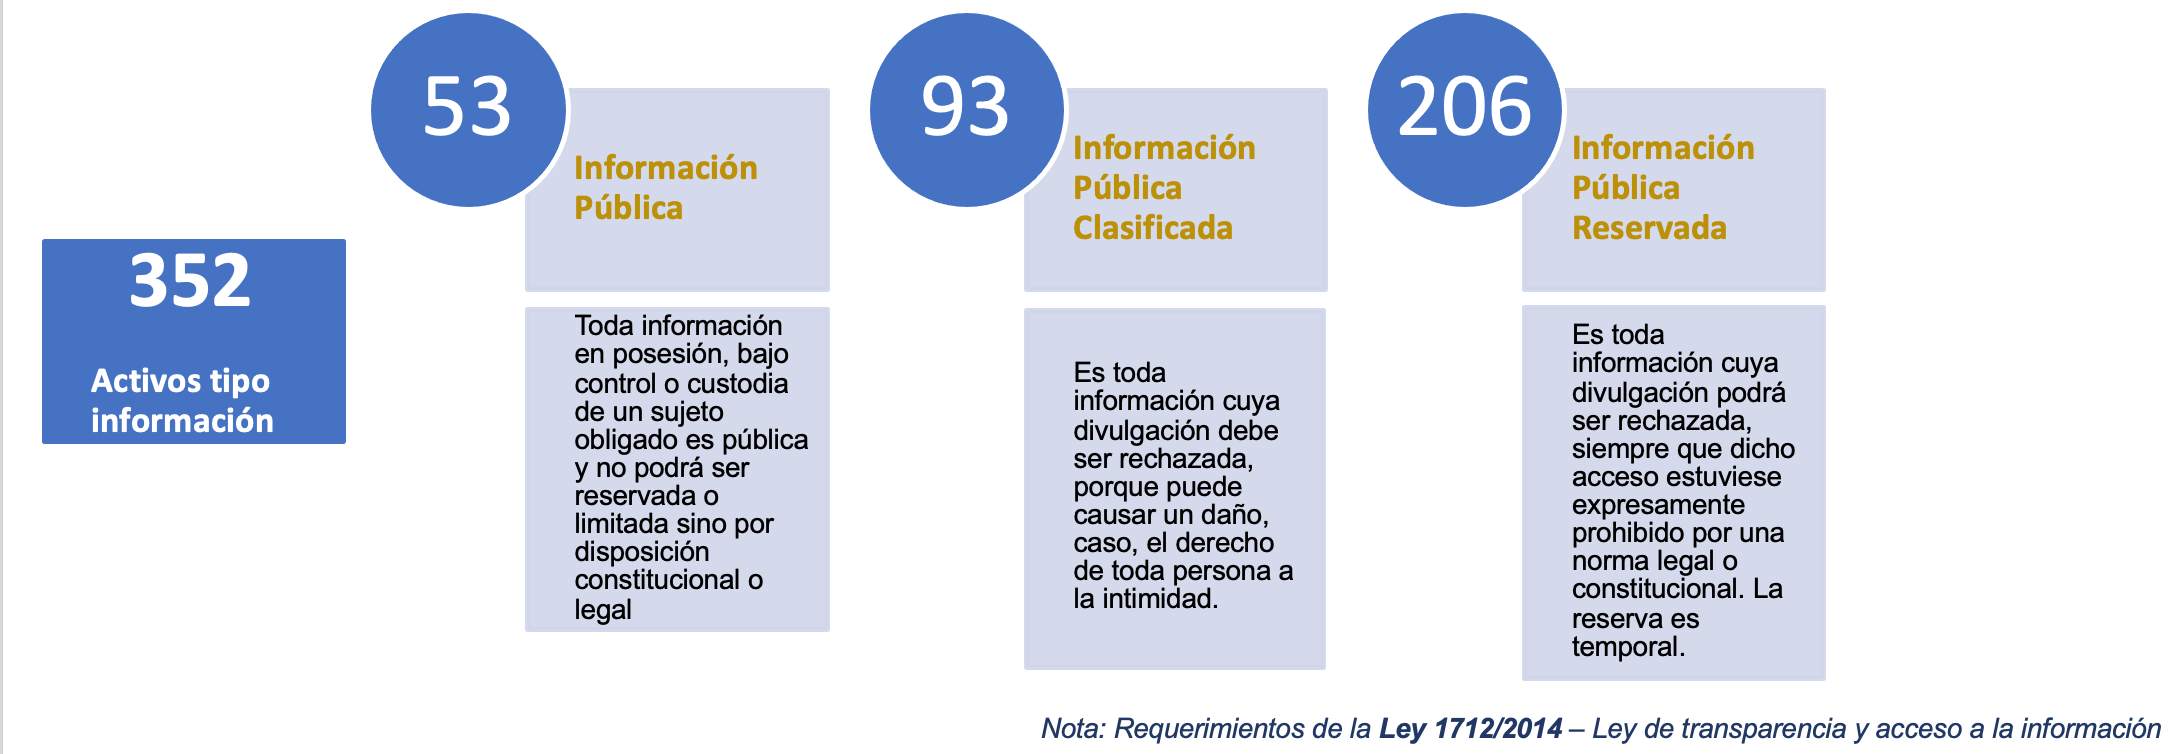 352
Activos tipo
información
53
Información
Pública
Toda información
en posesión, bajo
control o custodia
de un sujeto
obligado es pública
y no podrá ser
reservada o
limitada sino por
disposición
constitucional o
legal
93
Información
Pública
Clasificada
Es toda
información cuya
divulgación debe
ser rechazada,
porque puede
causar un daño,
caso, el derecho
de toda persona a
la intimidad.
206
Información
Pública
Reservada
Es toda
información cuya
divulgación podrá
ser rechazada,
siempre que dicho
acceso estuviese
expresamente
prohibido por una
norma legal o
constitucional. La
reserva es
temporal.
Nota: Requerimientos de la Ley 1712/2014 – Ley de transparencia y acceso a la información